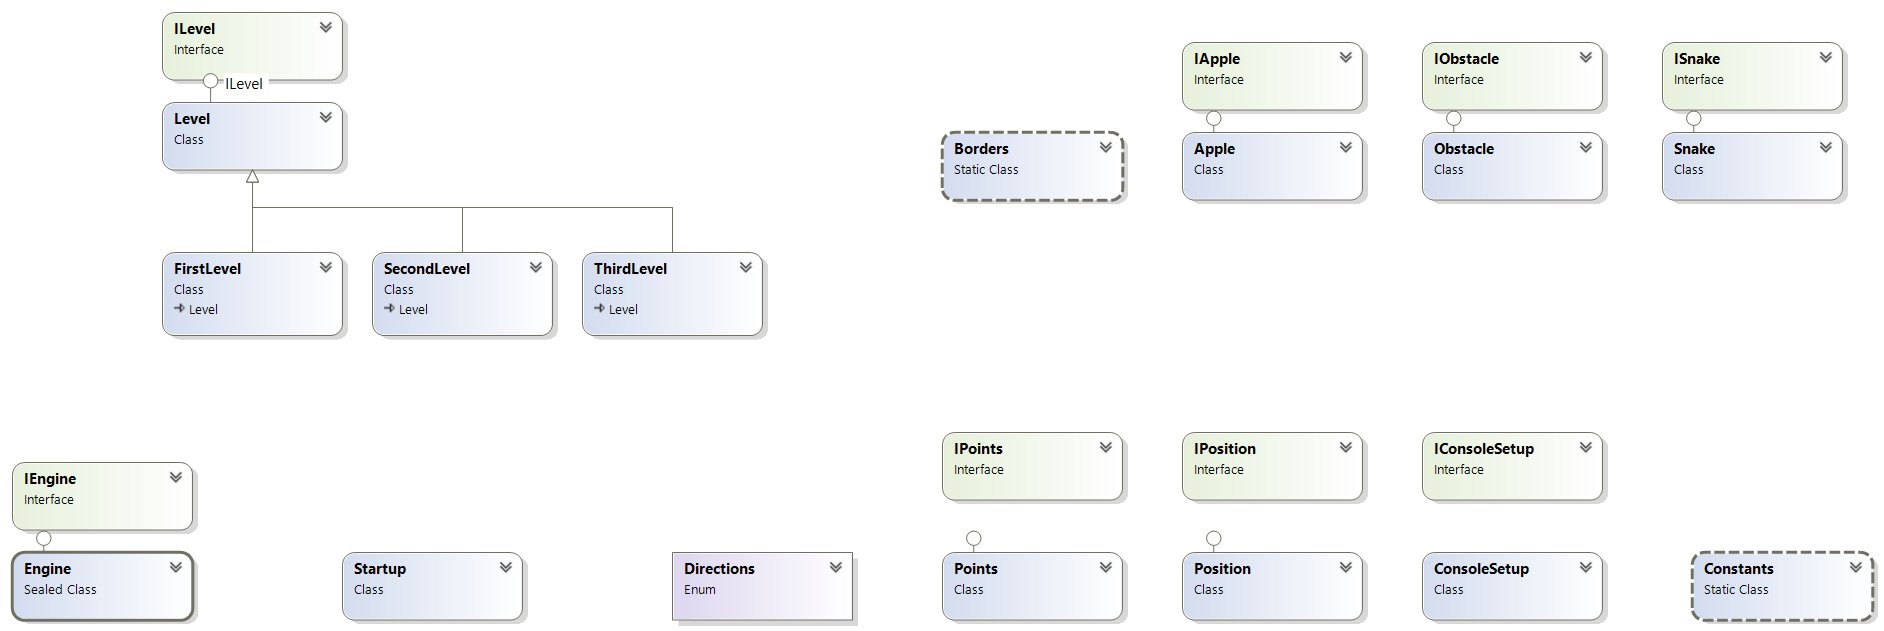 ILevel
Interface
ILevel
Level
Class
FirstLevel
Class
Level
SecondLevel
Class
Level
ThirdLevel
Class
Level
Borders
Static Class
IApple
Interface
Apple
Class
IObstacle
Interface
Obstacle
Class
ISnake
Interface
Snake
Class
IEngine
Interface
Engine
Sealed Class
Startup
Class
Directions
Enum
IPoints
Interface
Points
Class
IPosition
Interface
Position
Class
IConsoleSetup
Interface
ConsoleSetup
Class
Constants
Static Class